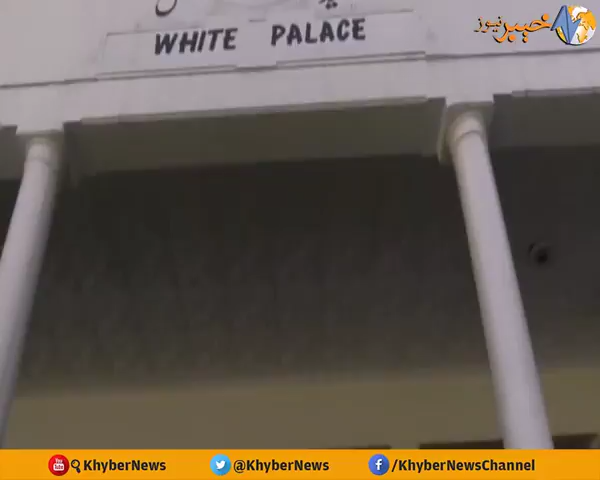 خیبر نیوز
WHITE PALACE
KhyberNews @KhyberNews /KhyberNewsChannel